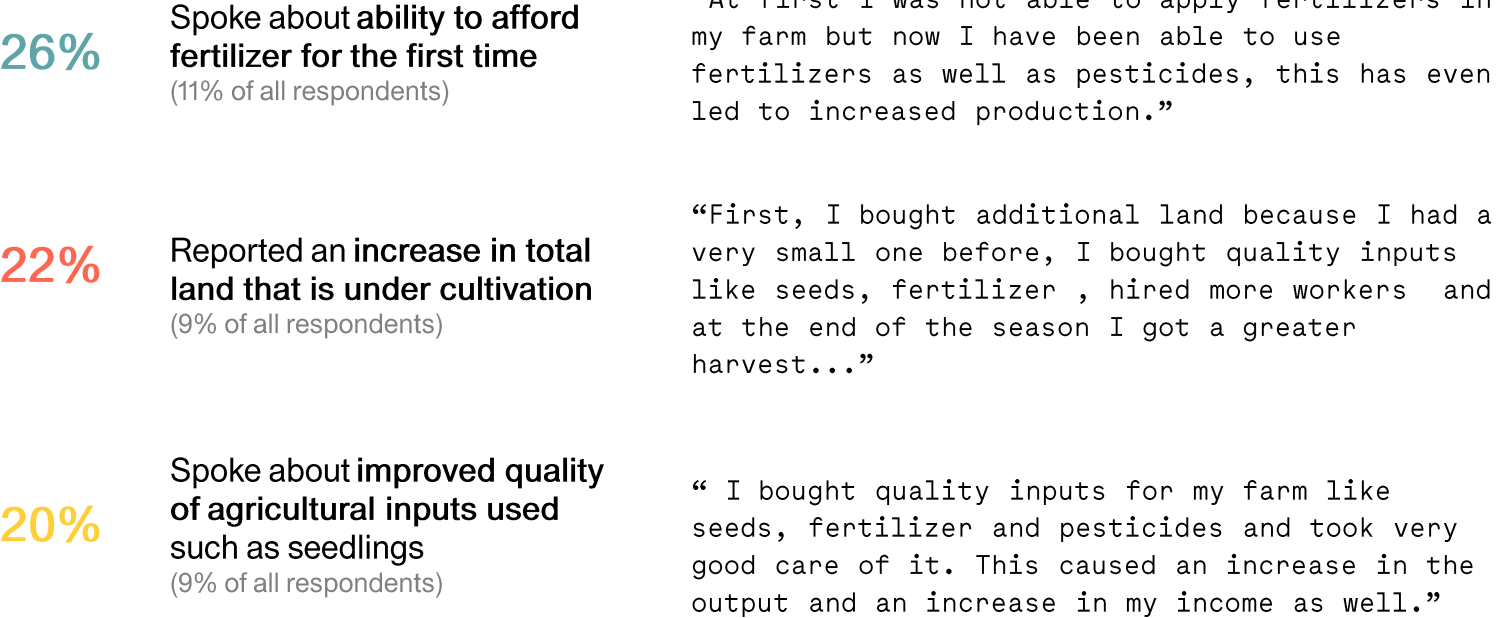 26%
Spoke about ability to afford
fertilizer for the first time
(11% of all respondents)
"At first I was not able to apply fertilizers in
my farm but now I have been able to use
fertilizers as well as pesticides, this has even
led to increased production.”
22%
Reported an increase in total
land that is under cultivation
(9% of all respondents)
“First, I bought additional land because I had a
very small one before, I bought quality inputs
like seeds, fertilizer , hired more workers  and
at the end of the season I got a greater
harvest...”
20%
Spoke about improved quality
of agricultural inputs used
such as seedlings
(9% of all respondents)
“ I bought quality inputs for my farm like
seeds, fertilizer and pesticides and took very
good care of it. This caused an increase in the
output and an increase in my income as well.”